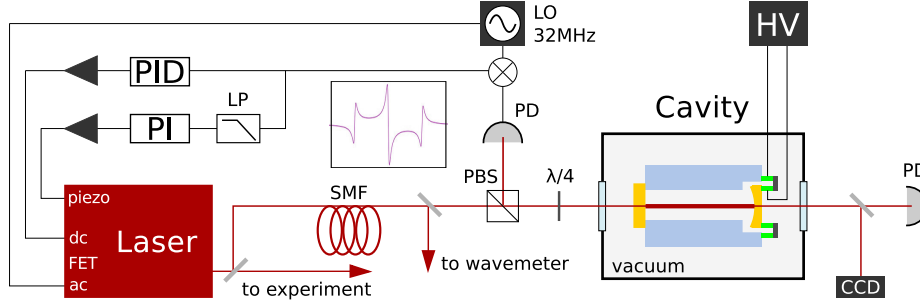 LO
32MHz
HV
PID
LP
PI
PD
Cavity
PBS
λ/4
SMF
PD
piezo
dc
Laser
FET
ac
to wavemeter
vacuum
to experiment
CCD